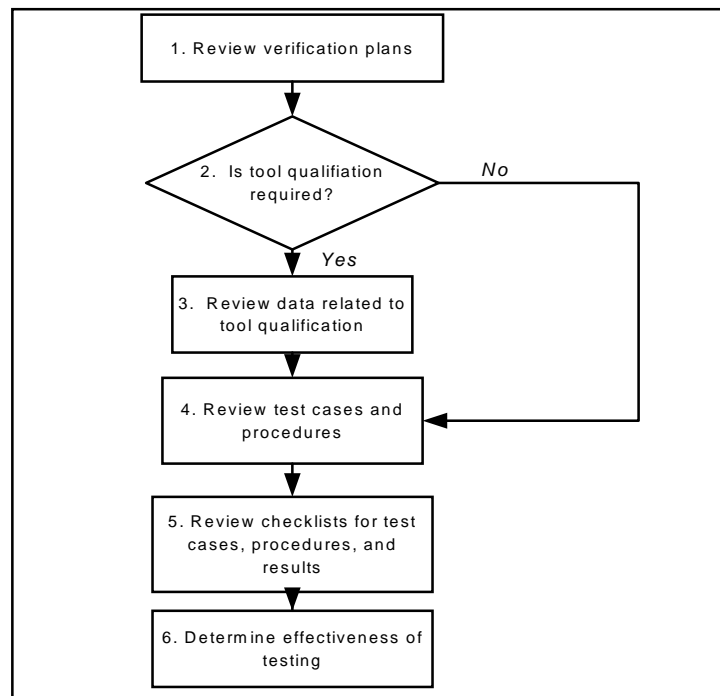 1. Review verification plans
2. Is tool qualifiation
required?
No
Yes
3. Review data related to
tool qualification
4. Review test cases and
procedures
5. Review checklists for test
cases, procedures, and
results
6. Determine effectiveness of
testing